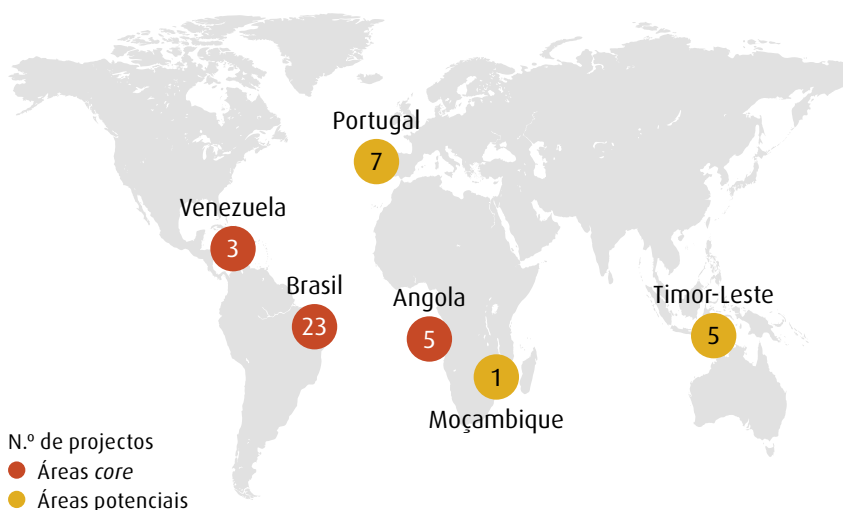 Portugal
7
Venezuela
3
Brasil
23
Angola
5
Timor-Leste
5
1
Moçambique
N.º de projectos
Áreas core
Áreas potenciais